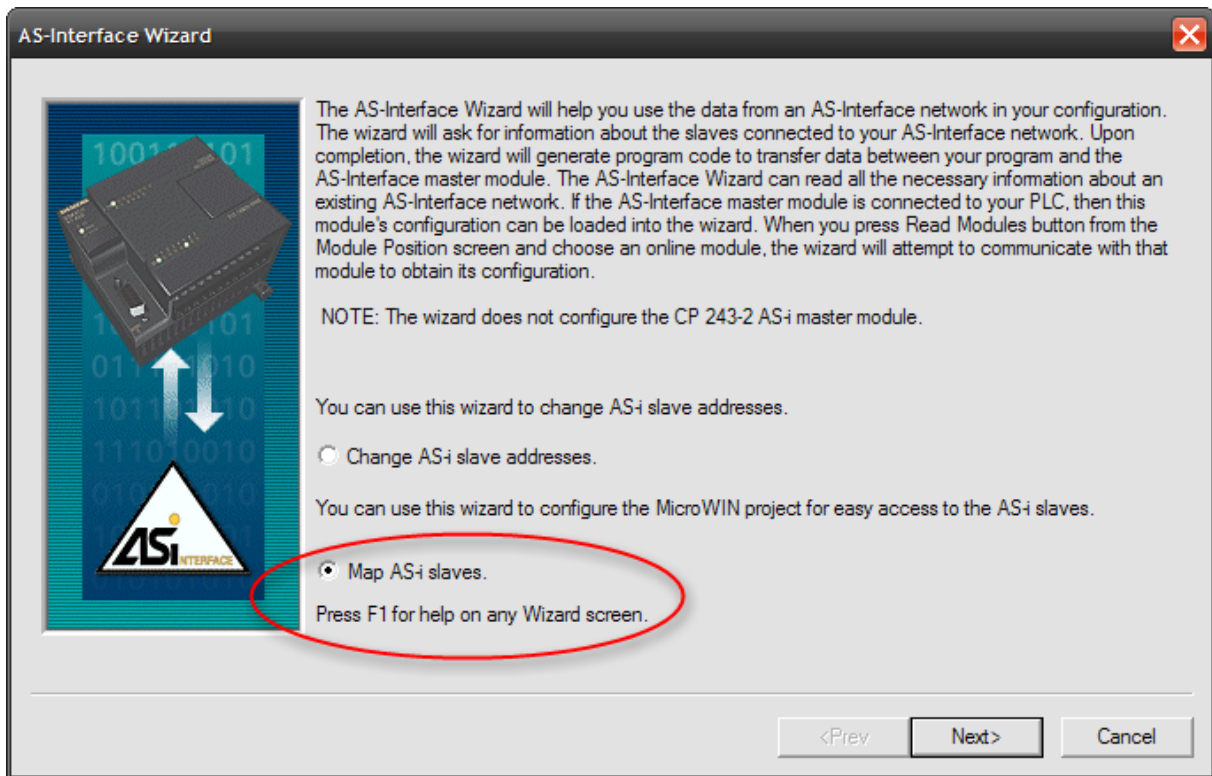 AS-Interface Wizard
The AS-Interface Wizard will help you use the data from an AS-Interface network in your configuration.
The wizard will ask for information about the slaves connected to your AS-Interface network. Upon
completion, the wizard will generate program code to transfer data between your program and the
AS-Interface master module. The AS-Interface Wizard can read all the necessary information about an
existing AS-Interface network. If the AS-Interface master module is connected to your PLC, then this
module's configuration can be loaded into the wizard. When you press Read Modules button from the
Module Position screen and choose an online module, the wizard will attempt to communicate with that
module to obtain its configuration.
NOTE: The wizard does not configure the CP 243-2 AS-i master module.
You can use this wizard to change AS-i slave addresses.
Change AS-i slave addresses.
You can use this wizard to configure the MicroWIN project for easy access to the AS-i slaves.
Map AS-i slaves.
Press F1 for help on any Wizard screen.
ASi INTERFACE
<Prev
Next>
Cancel